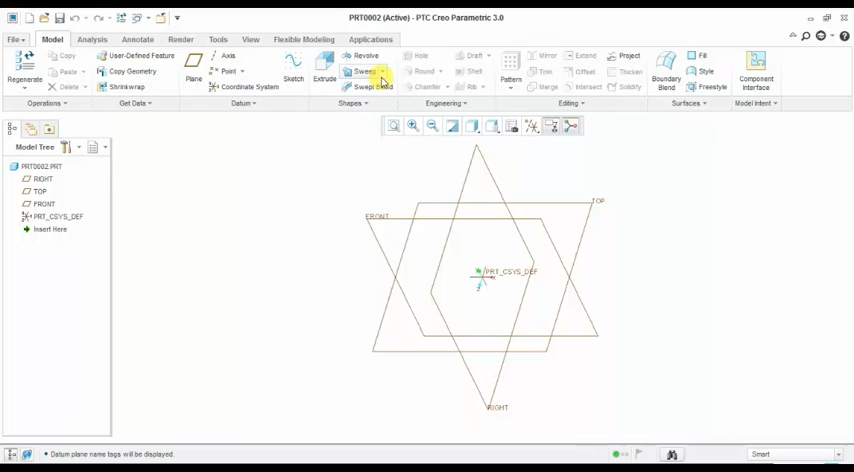 PRT0002 (Active) - PTC Creo Parametric 3.0
File Model Analysis Annotate Render Tools View Flexible Modeling Applications
Regenerate
Copy
Paste
Delete
Operations
User-Defined Feature
Copy Geometry
Shrinkwrap
Get Data
Plane
Axis
Point
Coordinate System
Sketch
Datum
Extrude
Revolve
Sweep
Swept Blend
Shapes
Hole
Round
Chamfer
Draft
Shell
Rib
Engineering
Pattern
Mirror
Trim
Merge
Extend
Offset
Intersect
Project
Thicken
Solidify
Editing
Boundary
Blend
Fill
Style
Freestyle
Surfaces
Component
Interface
Model Intent
Model Tree
PRT0002.PRT
RIGHT
TOP
FRONT
PRT_CSYS_DEF
Insert Here
TOP
FRONT
PRT_CSYS_DEF
RIGHT
• Datum plane name tags will be displayed.
Smart